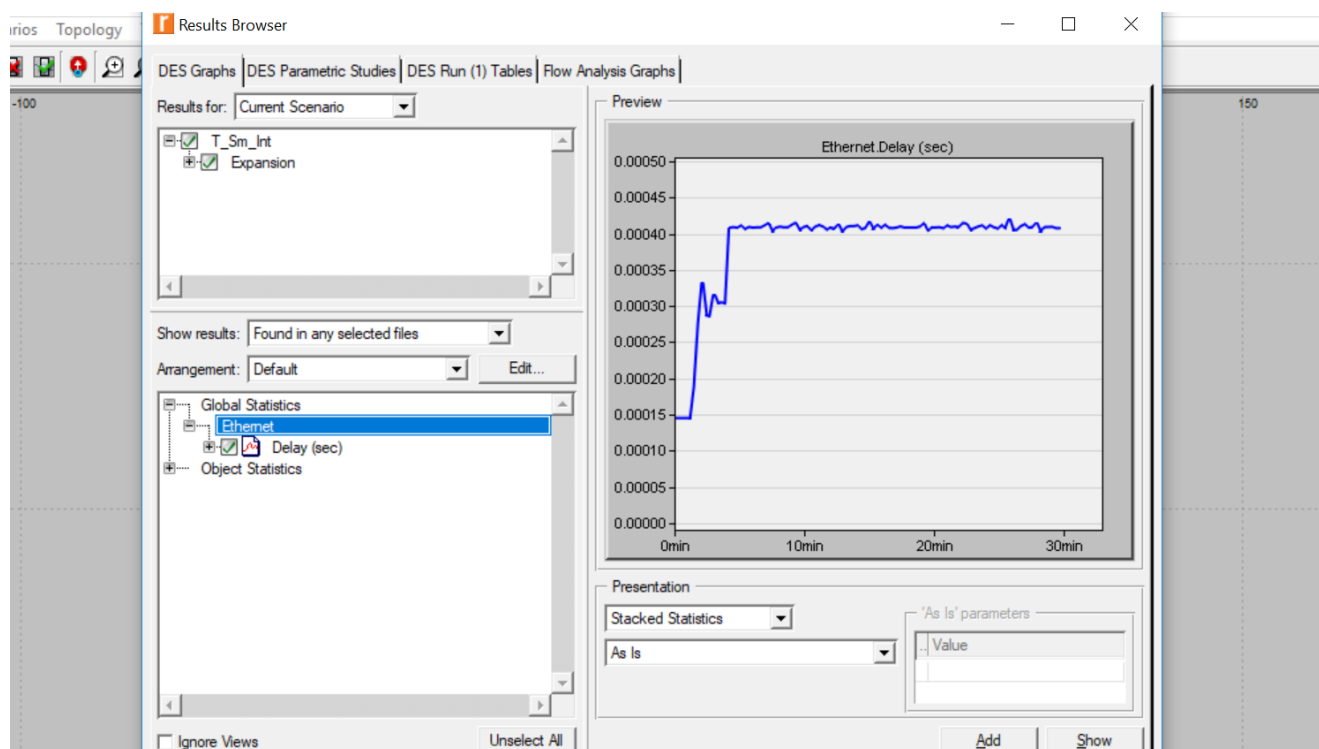 rios Topology
Results Browser
DES Graphs DES Parametric Studies DES Run (1) Tables Flow Analysis Graphs
-100
150
Results for: Current Scenario
T_Sm_Int
Expansion
Show results: Found in any selected files
Arrangement: Default Edit...
Global Statistics
Ethernet
Delay (sec)
Object Statistics
Ignore Views Unselect All
Preview
Ethernet.Delay (sec)
0.00050
0.00045
0.00040
0.00035
0.00030
0.00025
0.00020
0.00015
0.00010
0.00005
0.00000
0min 10min 20min 30min
Presentation
Stacked Statistics
As Is
'As Is' parameters
.. Value
Add Show